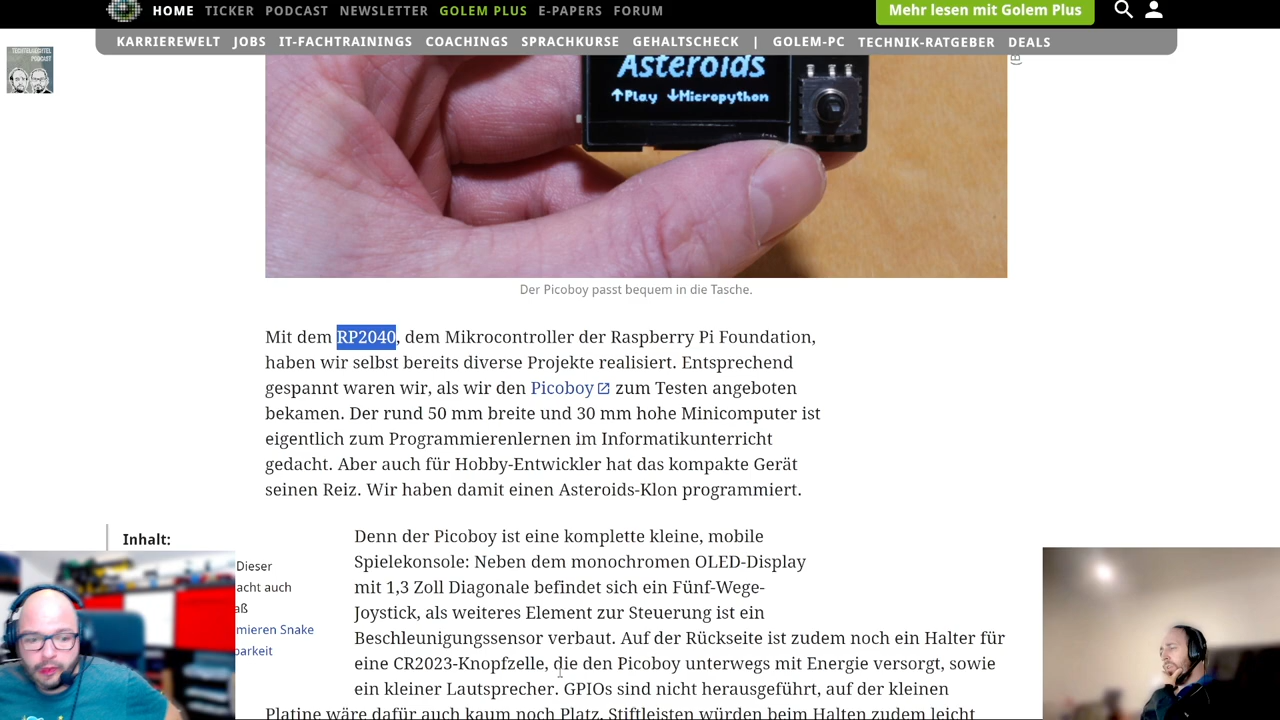 HOME TICKER PODCAST NEWSLETTER GOLEM PLUS E-PAPERS FORUM
Mehr lesen mit Golem Plus
KARRIEREWELT JOBS IT-FACHTRAININGS COACHINGS SPRACHKURSE GEHALTSCHECK | GOLEM-PC TECHNIK-RATGEBER DEALS
PODCAST
Asteroids
↑Play ↓Micropython
Der Picoboy passt bequem in die Tasche.
Mit dem RP2040, dem Mikrocontroller der Raspberry Pi Foundation,
haben wir selbst bereits diverse Projekte realisiert. Entsprechend
gespannt waren wir, als wir den Picoboy zum Testen angeboten
bekamen. Der rund 50 mm breite und 30 mm hohe Minicomputer ist
eigentlich zum Programmierenlernen im Informatikunterricht
gedacht. Aber auch für Hobby-Entwickler hat das kompakte Gerät
seinen Reiz. Wir haben damit einen Asteroids-Klon programmiert.
Inhalt:
Dieser
acht auch
aß
mieren Snake
barkeit
Denn der Picoboy ist eine komplette kleine, mobile
Spielekonsole: Neben dem monochromen OLED-Display
mit 1,3 Zoll Diagonale befindet sich ein Fünf-Wege-
Joystick, als weiteres Element zur Steuerung ist ein
Beschleunigungssensor verbaut. Auf der Rückseite ist zudem noch ein Halter für
eine CR2023-Knopfzelle, die den Picoboy unterwegs mit Energie versorgt, sowie
ein kleiner Lautsprecher. GPIOs sind nicht herausgeführt, auf der kleinen
Platine wäre dafür auch kaum noch Platz. Stiftleisten würden beim Halten zudem leicht